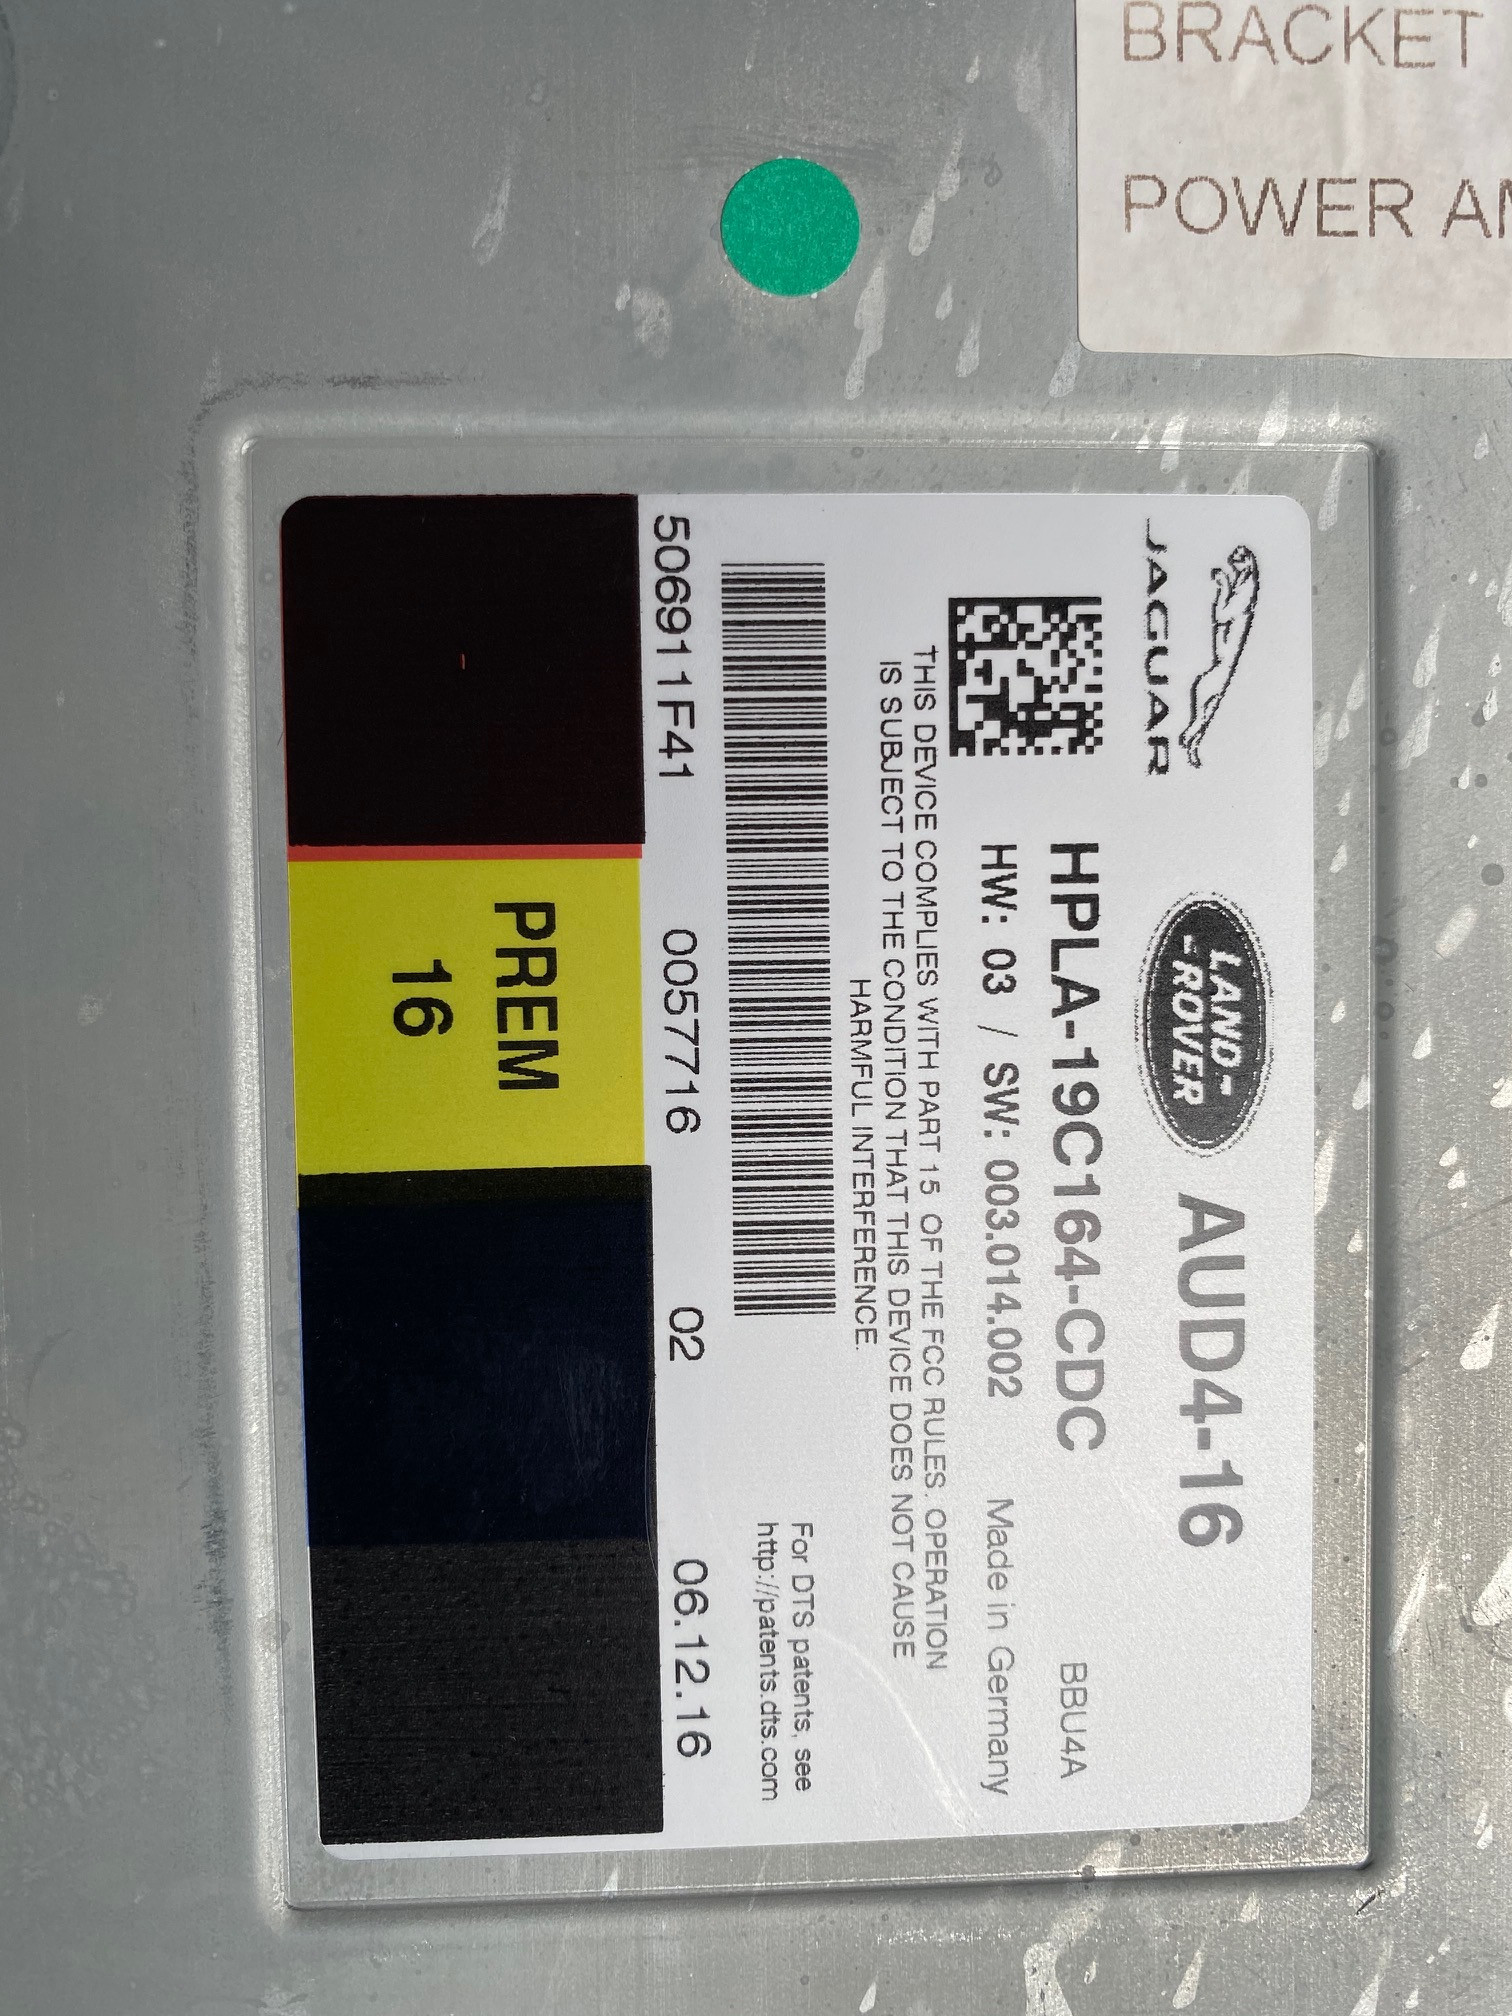 BRACKET
POWER
JAGUAR
LAND-
-ROVER
AUD4-16
HPLA-19C164-CDC
BBU4A
HW: 03 / SW: 003.014.002
Made in Germany
THIS DEVICE COMPLIES WITH PART 15 OF THE FCC RULES. OPERATION
IS SUBJECT TO THE CONDITION THAT THIS DEVICE DOES NOT CAUSE
HARMFUL INTERFERENCE.
For DTS patents, see
http://patents.dts.com
506911F41 0057716 02 06.12.16
PREM
16